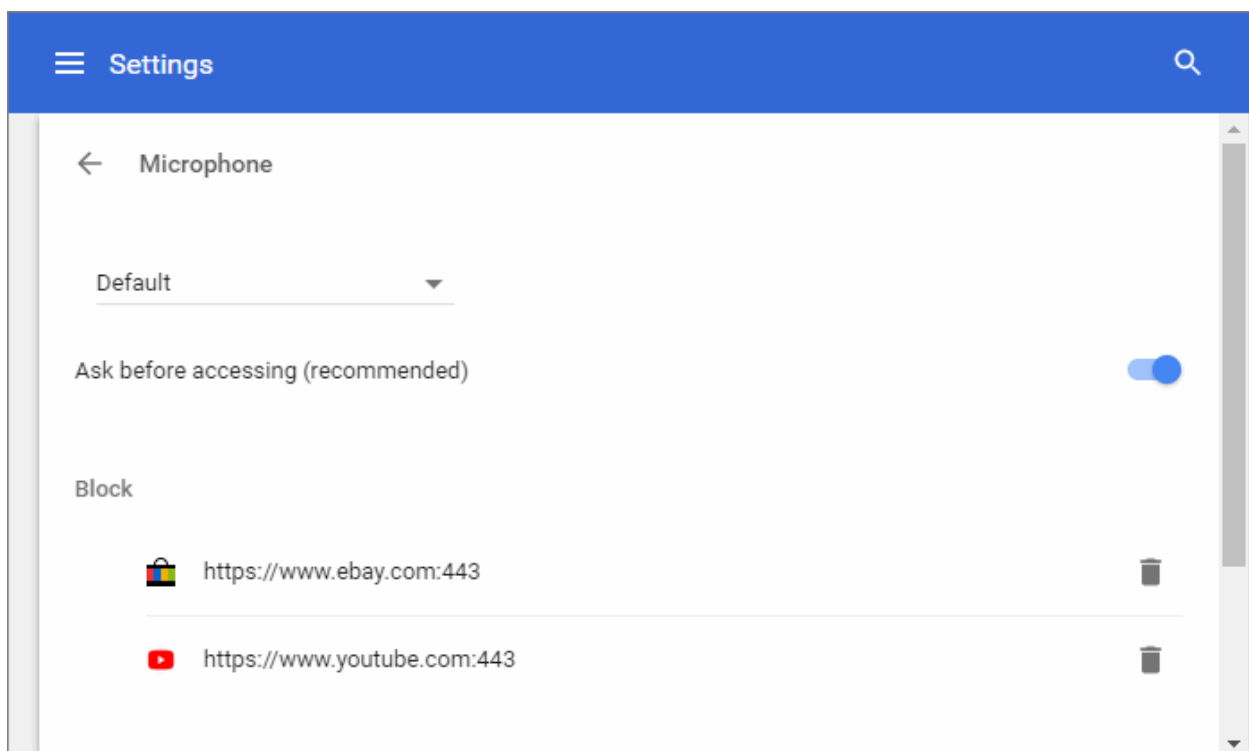 Settings
Microphone
Default
Ask before accessing (recommended)
Block
https://www.ebay.com:443
https://www.youtube.com:443